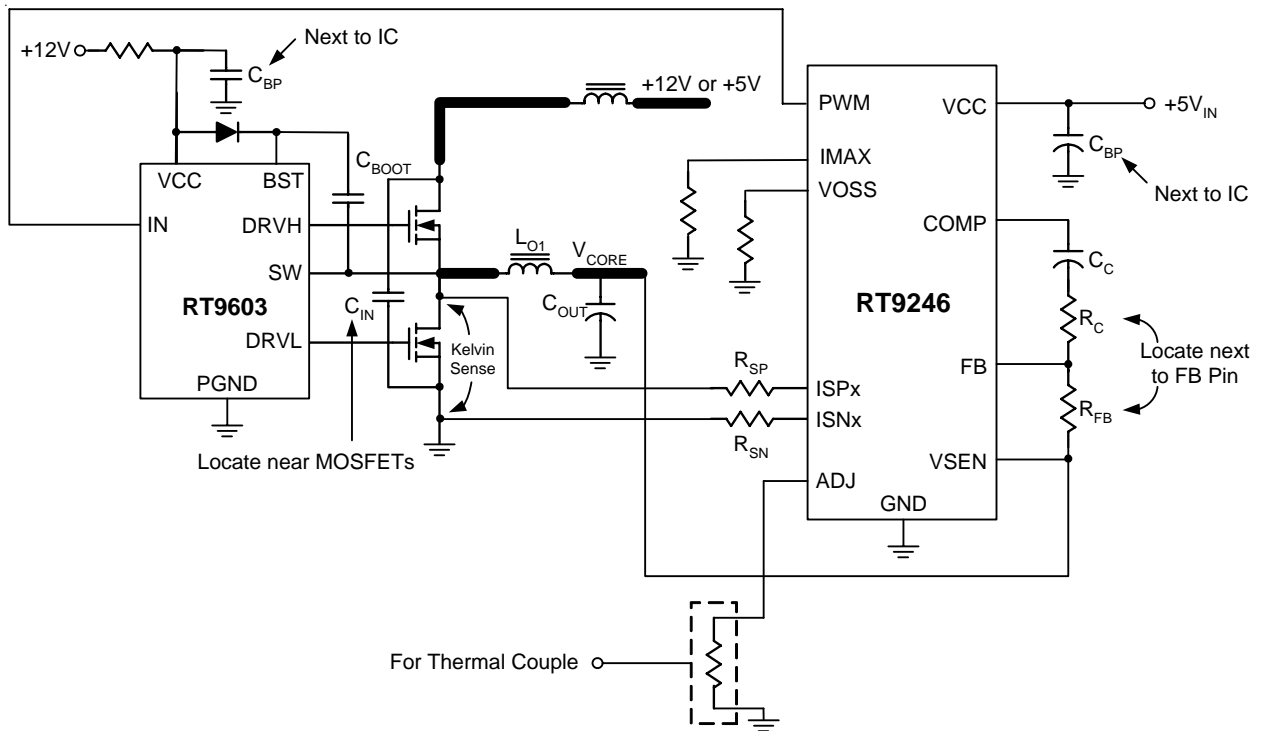 +12V
Next to IC
C_BP
+12V or +5V
PWM
VCC
+5V_IN
C_BP
Next to IC
IMAX
VOSS
VCC
BST
C_BOOT
IN
DRVH
SW
RT9603
DRVL
PGND
L_O1
V_CORE
C_IN
C_OUT
Kelvin
Sense
Locate near MOSFETs
COMP
C_C
RT9246
R_C
Locate next
to FB Pin
FB
R_FB
R_SP
ISPx
ISNx
R_SN
VSEN
ADJ
GND
For Thermal Couple